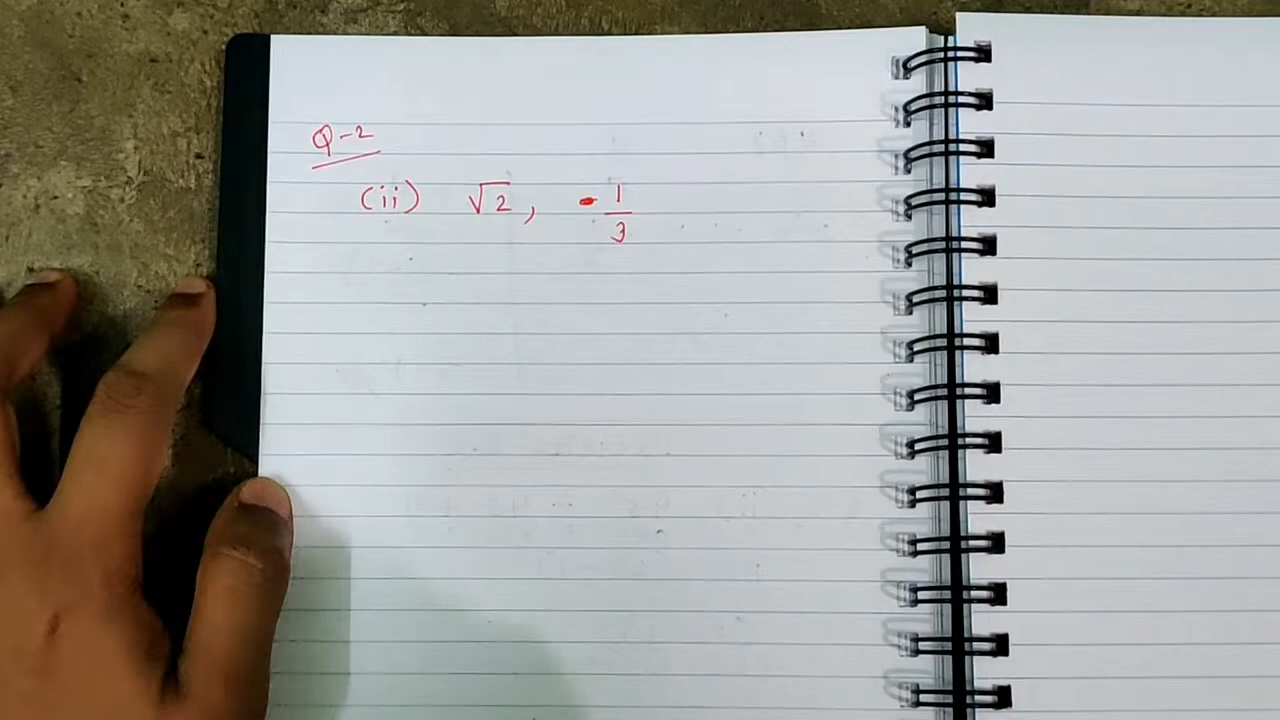 Q-2
(ii) √2, -1/3